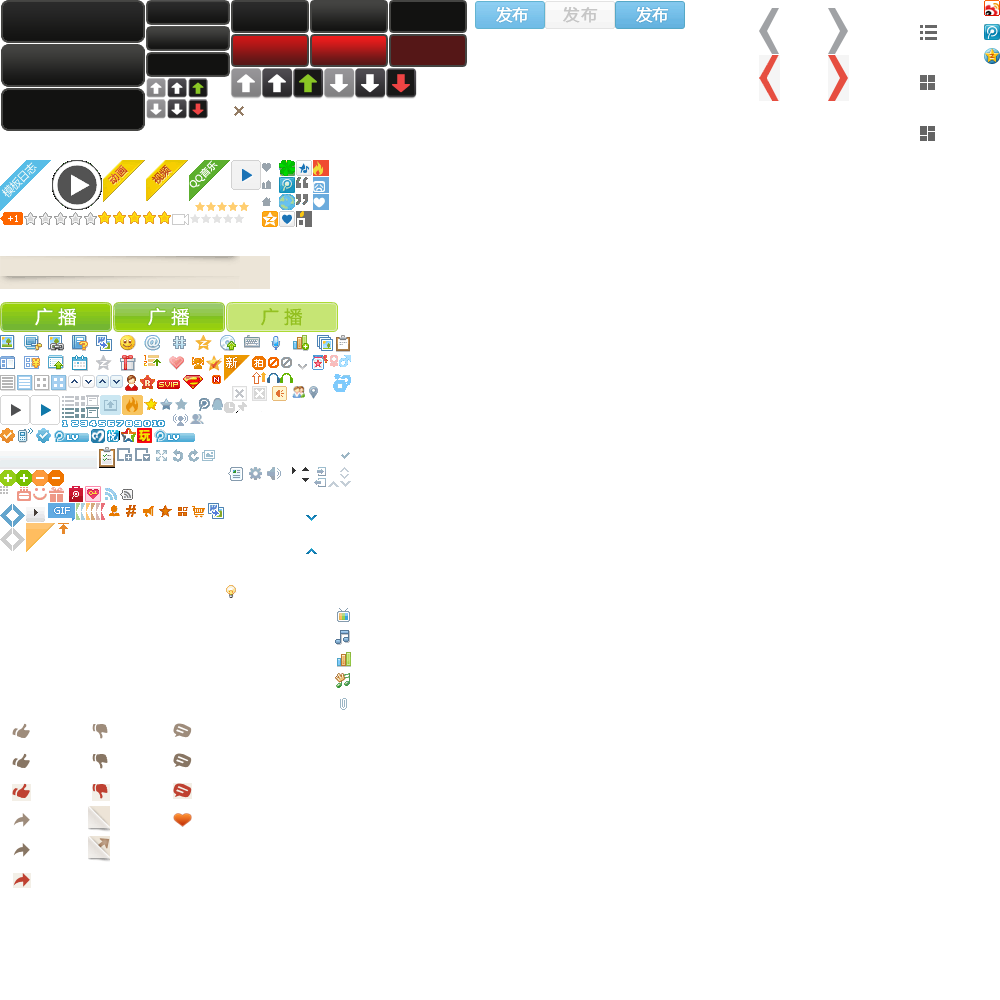 发布 发布 发布
模板日志 动画 视频 QQ音乐
+1
广播 广播 广播
新 拍
R SVIP N
1 2 3 4 5 6 7 8 9 10
LV 玩 LV
GIF